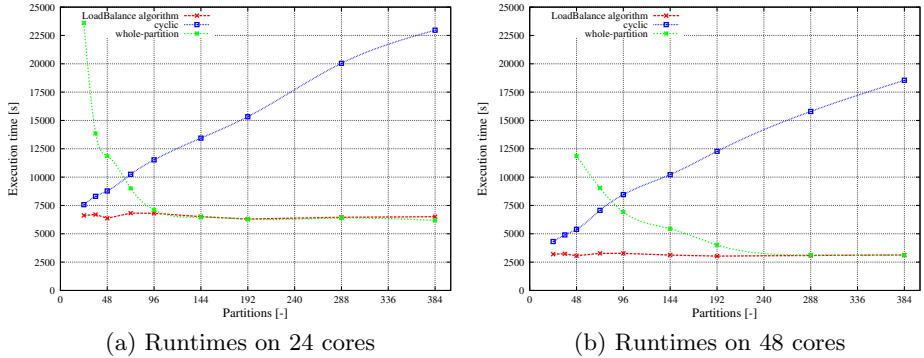 LoadBalance algorithm
cyclic
whole-partition
25000
22500
20000
17500
15000
12500
10000
7500
5000
2500
0
Execution time [s]
0 48 96 144 192 240 288 336 384
Partitions [-]
(a) Runtimes on 24 cores
LoadBalance algorithm
cyclic
whole-partition
25000
22500
20000
17500
15000
12500
10000
7500
5000
2500
0
Execution time [s]
0 48 96 144 192 240 288 336 384
Partitions [-]
(b) Runtimes on 48 cores